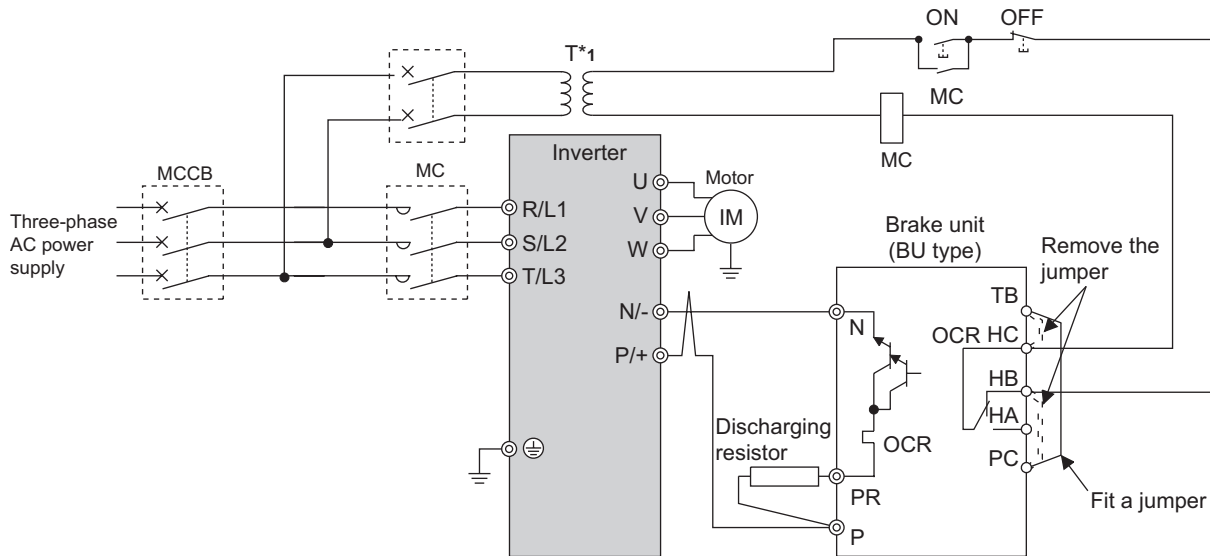 ON
OFF
T*1
MC
MC
MCCB
MC
Inverter
Three-phase
AC power
supply
R/L1
S/L2
T/L3
U
V
W
Motor
IM
N/-
P/+
Brake unit
(BU type)
Remove the
jumper
TB
HC
HB
HA
PC
OCR
N
OCR
Discharging
resistor
PR
P
Fit a jumper